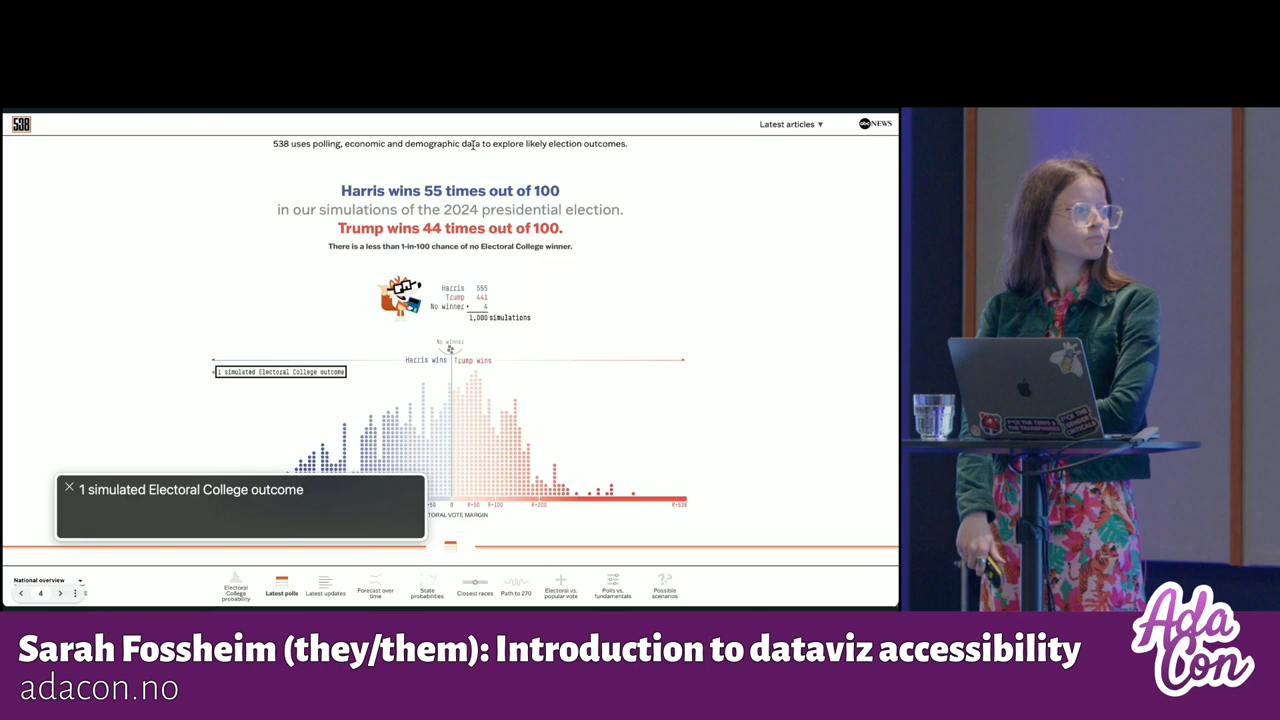 538
Latest articles ▼
abc NEWS
538 uses polling, economic and demographic data to explore likely election outcomes.
Harris wins 55 times out of 100
in our simulations of the 2024 presidential election.
Trump wins 44 times out of 100.
There is a less than 1-in-100 chance of no Electoral College winner.
Harris 555
Trump 441
No winner + 4
1,000 simulations
No winner
Harris wins
Trump wins
1 simulated Electoral College outcome
1 simulated Electoral College outcome
0 R+50 R+100 R+200 R+538
TORAL VOTE MARGIN
National overview
4
Electoral College probability
Latest polls
Latest updates
Forecast over time
State probabilities
Closest races
Path to 270
Electoral vs. popular vote
Polls vs. fundamentals
Possible scenarios
Sarah Fossheim (they/them): Introduction to dataviz accessibility
adacon.no
Ada
Con